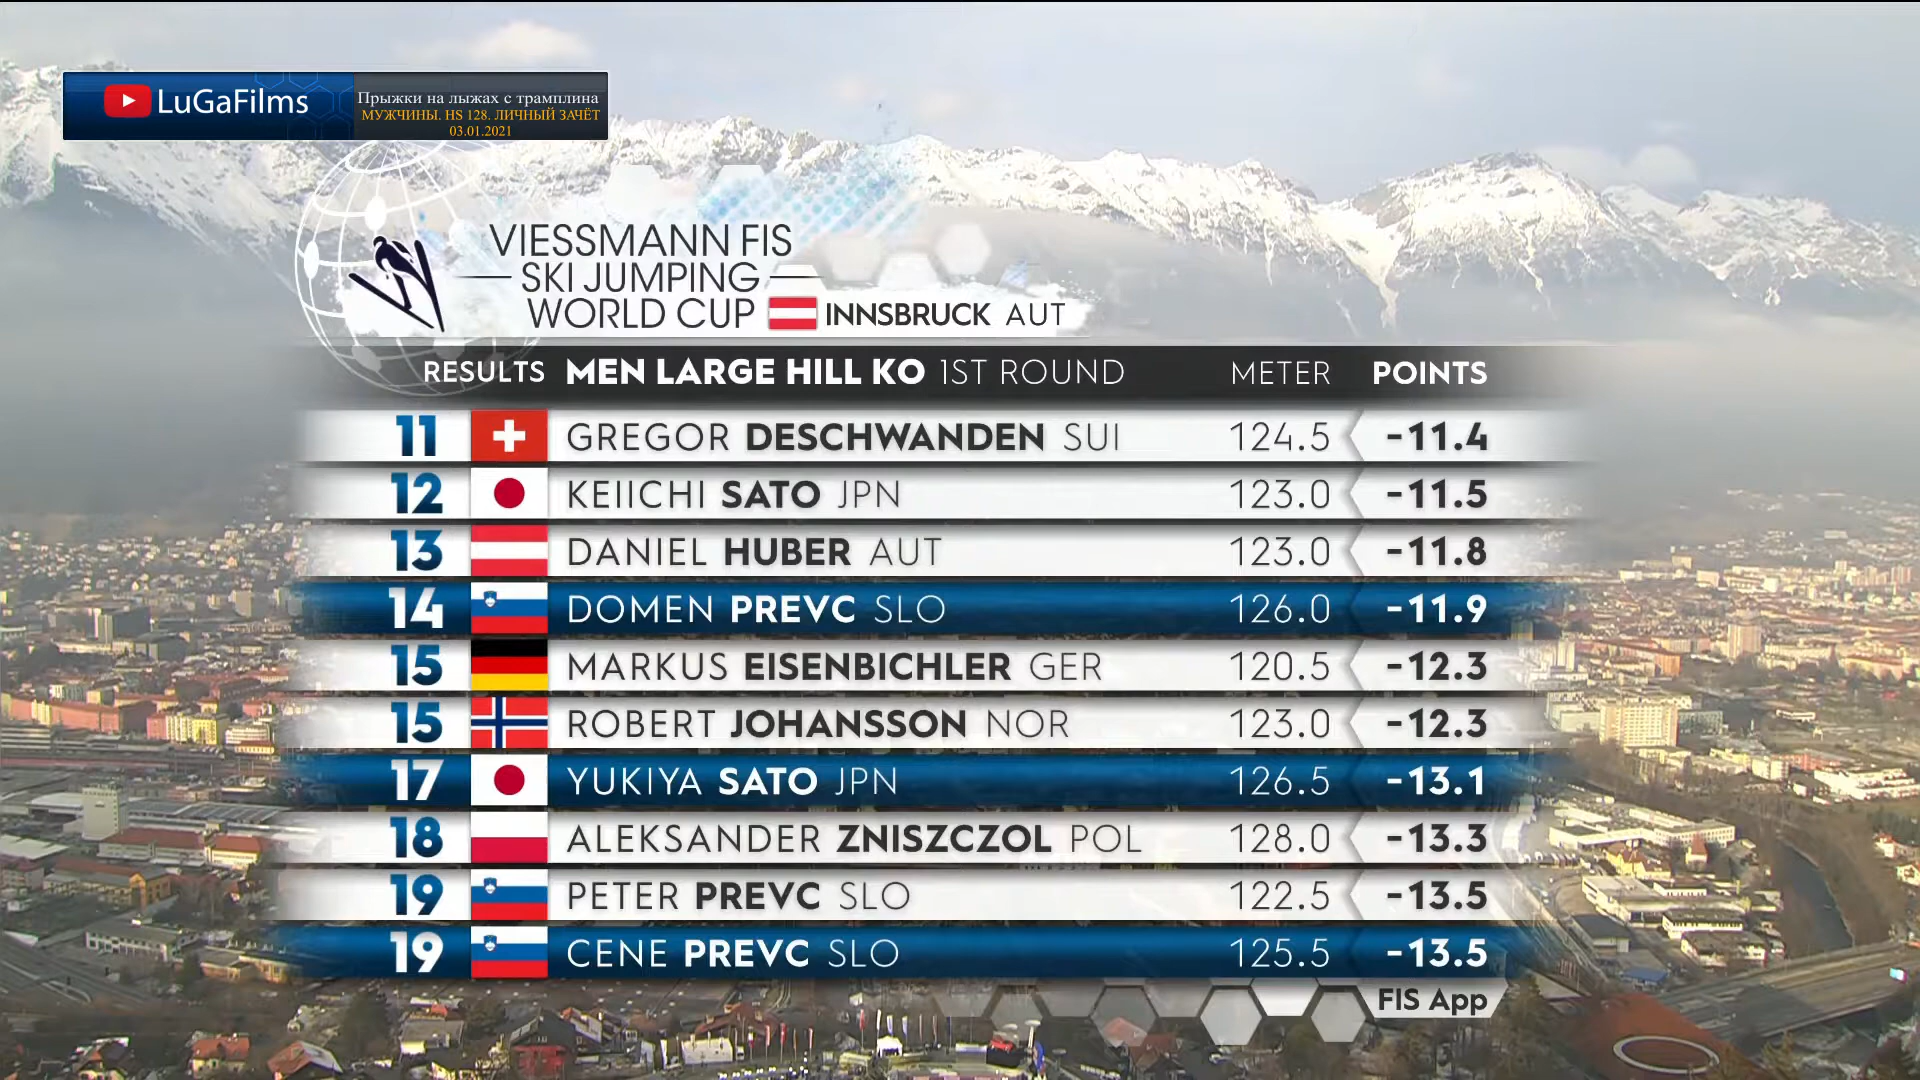 LuGaFilms
Прыжки на лыжах с трамплина
МУЖЧИНЫ. HS 128. ЛИЧНЫЙ ЗАЧЁТ
03.01.2021
VIESSMANN FIS
SKI JUMPING
WORLD CUP INNSBRUCK AUT
RESULTS MEN LARGE HILL KO 1ST ROUND METER POINTS
11 GREGOR DESCHWANDEN SUI 124.5 -11.4
12 KEIICHI SATO JPN 123.0 -11.5
13 DANIEL HUBER AUT 123.0 -11.8
14 DOMEN PREVC SLO 126.0 -11.9
15 MARKUS EISENBICHLER GER 120.5 -12.3
15 ROBERT JOHANSSON NOR 123.0 -12.3
17 YUKIYA SATO JPN 126.5 -13.1
18 ALEKSANDER ZNISZCZOL POL 128.0 -13.3
19 PETER PREVC SLO 122.5 -13.5
19 CENE PREVC SLO 125.5 -13.5
FIS App